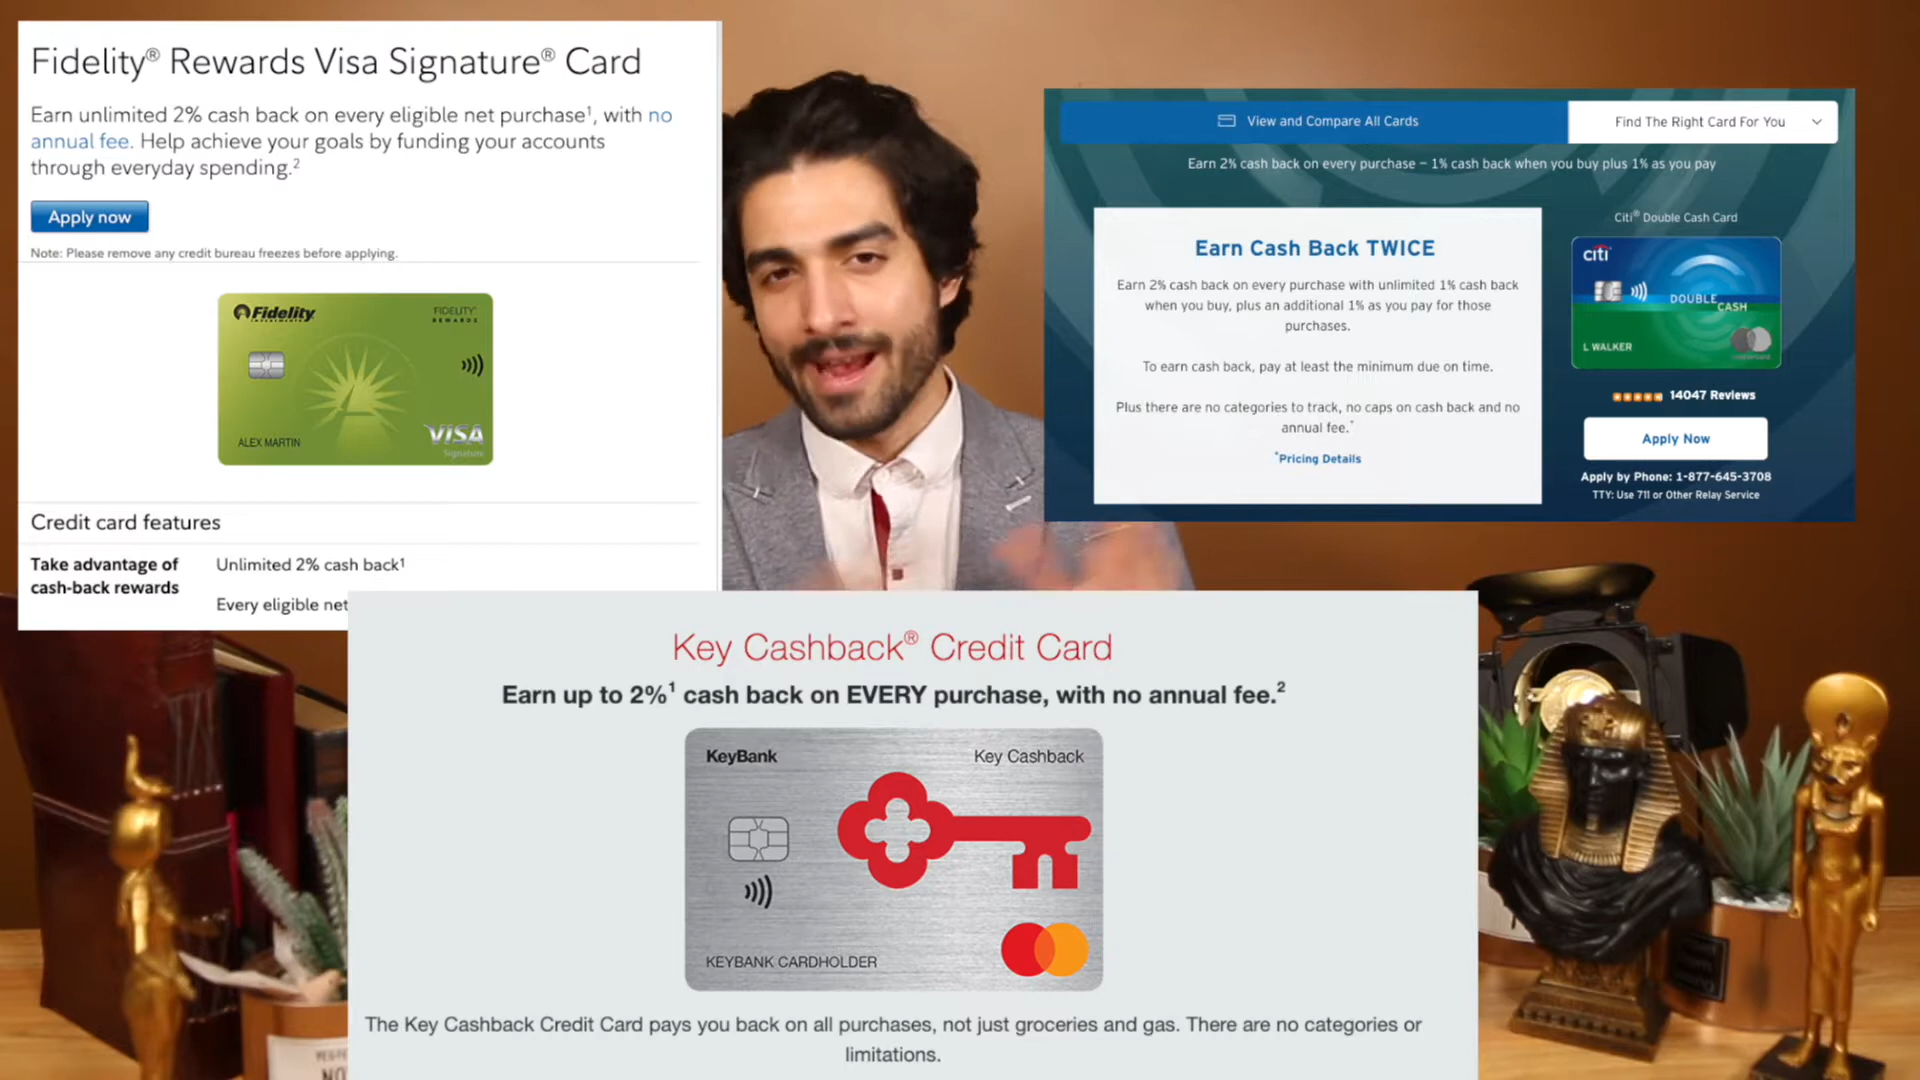 Fidelity® Rewards Visa Signature® Card
Earn unlimited 2% cash back on every eligible net purchase¹, with no
annual fee. Help achieve your goals by funding your accounts
through everyday spending.²
Apply now
Note: Please remove any credit bureau freezes before applying.
Fidelity
INVESTMENTS
FIDELITY®
REWARDS
ALEX MARTIN
VISA
Signature
Credit card features
Take advantage of
cash-back rewards
Unlimited 2% cash back¹
Every eligible net
View and Compare All Cards
Find The Right Card For You
Earn 2% cash back on every purchase – 1% cash back when you buy plus 1% as you pay
Earn Cash Back TWICE
Earn 2% cash back on every purchase with unlimited 1% cash back
when you buy, plus an additional 1% as you pay for those
purchases.
To earn cash back, pay at least the minimum due on time.
Plus there are no categories to track, no caps on cash back and no
annual fee.*
*Pricing Details
Citi® Double Cash Card
citi
DOUBLE
CASH
L WALKER
14047 Reviews
Apply Now
Apply by Phone: 1-877-645-3708
TTY: Use 711 or Other Relay Service
Key Cashback® Credit Card
Earn up to 2%¹ cash back on EVERY purchase, with no annual fee.²
KeyBank
Key Cashback
KEYBANK CARDHOLDER
The Key Cashback Credit Card pays you back on all purchases, not just groceries and gas. There are no categories or
limitations.